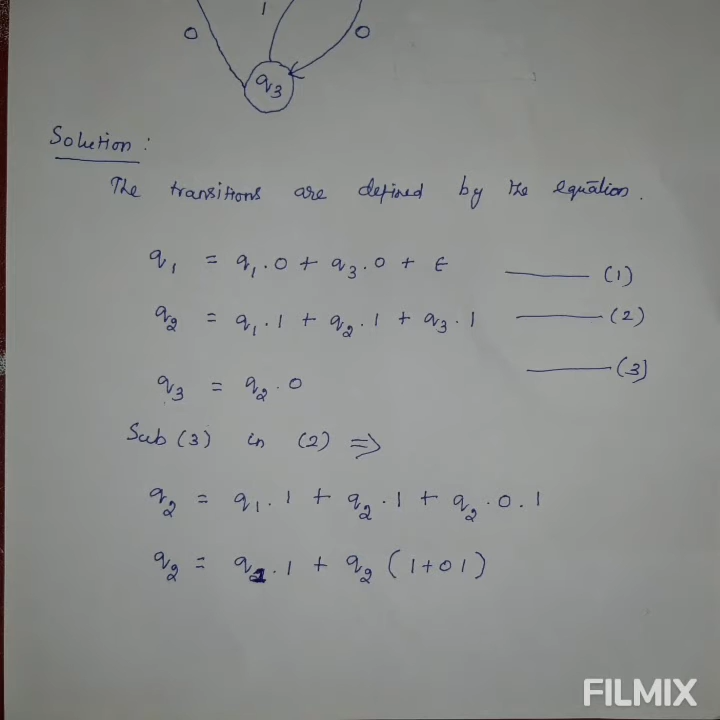 1
0
0
q3
Solution :
The transitions are defined by the equation.
q1 = q1.0 + q3.0 + ε ——— (1)
q2 = q1.1 + q2.1 + q3.1 ——— (2)
——— (3)
q3 = q2.0
Sub (3) in (2) ⇒
q2 = q1.1 + q2.1 + q2.0.1
q2 = q1.1 + q2 (1+01)
FILMIX